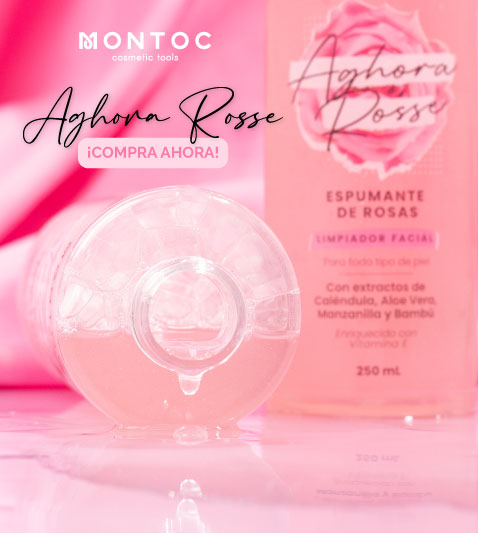 MONTOC
cosmetic tools
Aghora Rosse
¡COMPRA AHORA!
Aghora
Rosse
ESPUMANTE
DE ROSAS
LIMPIADOR FACIAL
Para todo tipo de piel
Con extractos de
Caléndula, Aloe Vera,
Manzanilla y Bambú
Enriquecido con
Vitamina E
250 mL